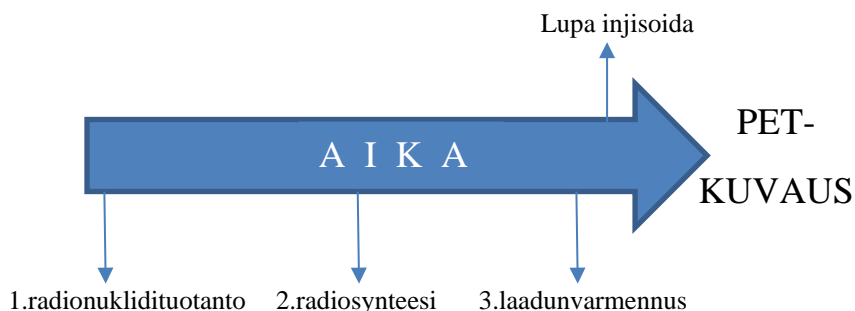 Lupa injisoida
A I K A
PET-
KUVAUS
1.radionuklidituotanto 2.radiosynteesi 3.laadunvarmennus